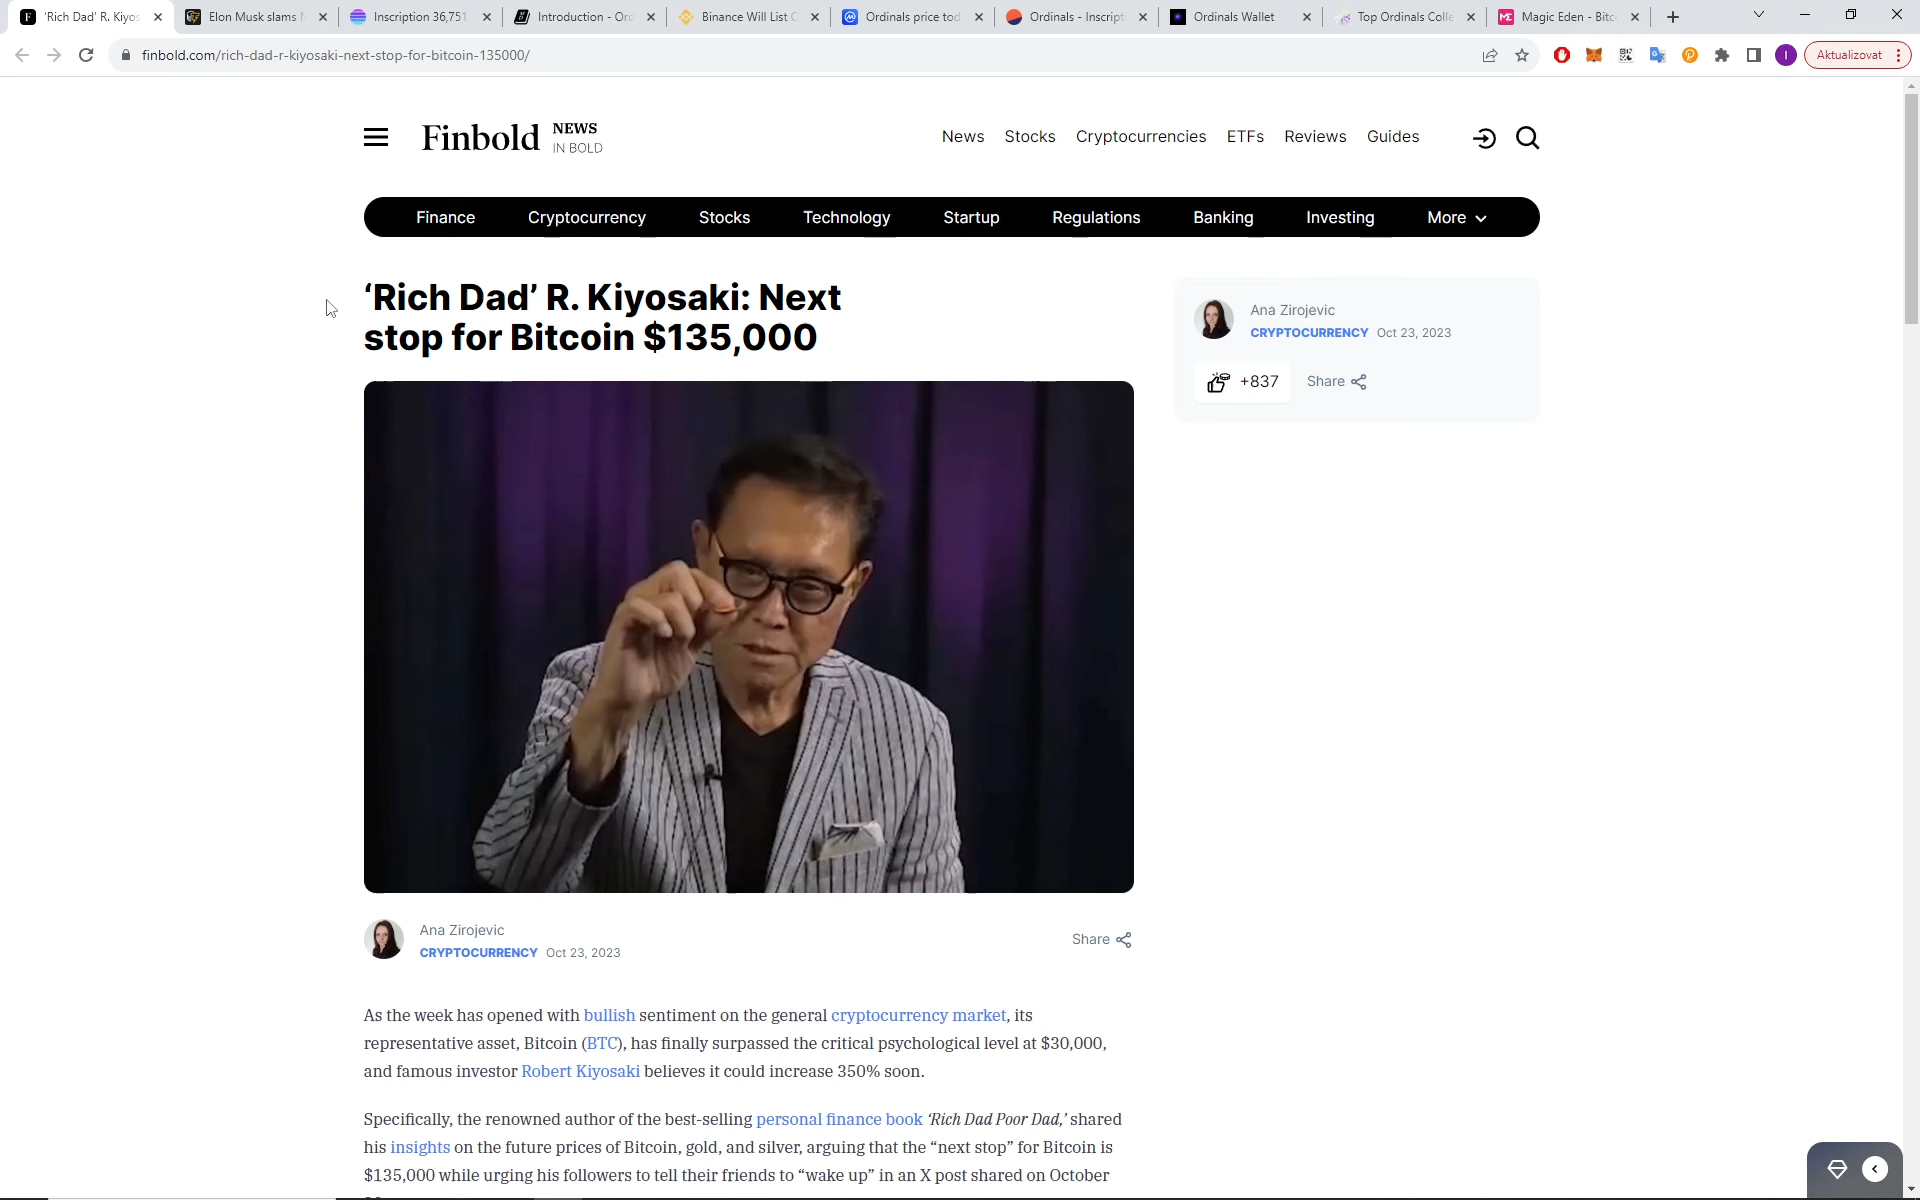 'Rich Dad' R. Kiyos
Elon Musk slams
Inscription 36,751
Introduction - Ord
Binance Will List
Ordinals price tod
Ordinals - Inscript
Ordinals Wallet
Top Ordinals Colle
Magic Eden - Bitc
finbold.com/rich-dad-r-kiyosaki-next-stop-for-bitcoin-135000/
Aktualizovat
Finbold NEWS IN BOLD
News Stocks Cryptocurrencies ETFs Reviews Guides
Finance Cryptocurrency Stocks Technology Startup Regulations Banking Investing More
‘Rich Dad’ R. Kiyosaki: Next
stop for Bitcoin $135,000
Ana Zirojevic
CRYPTOCURRENCY Oct 23, 2023
+837 Share
Ana Zirojevic
CRYPTOCURRENCY Oct 23, 2023
Share
As the week has opened with bullish sentiment on the general cryptocurrency market, its
representative asset, Bitcoin (BTC), has finally surpassed the critical psychological level at $30,000,
and famous investor Robert Kiyosaki believes it could increase 350% soon.
Specifically, the renowned author of the best-selling personal finance book ‘Rich Dad Poor Dad,’ shared
his insights on the future prices of Bitcoin, gold, and silver, arguing that the “next stop” for Bitcoin is
$135,000 while urging his followers to tell their friends to “wake up” in an X post shared on October